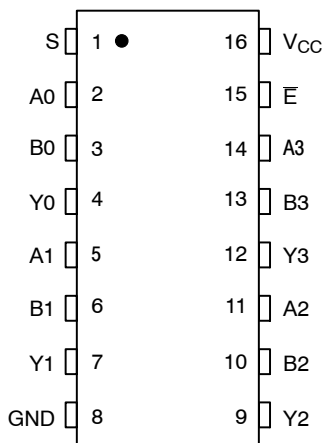 S 1 16 V_CC
A0 2 15 E̅
B0 3 14 A3
Y0 4 13 B3
A1 5 12 Y3
B1 6 11 A2
Y1 7 10 B2
GND 8 9 Y2